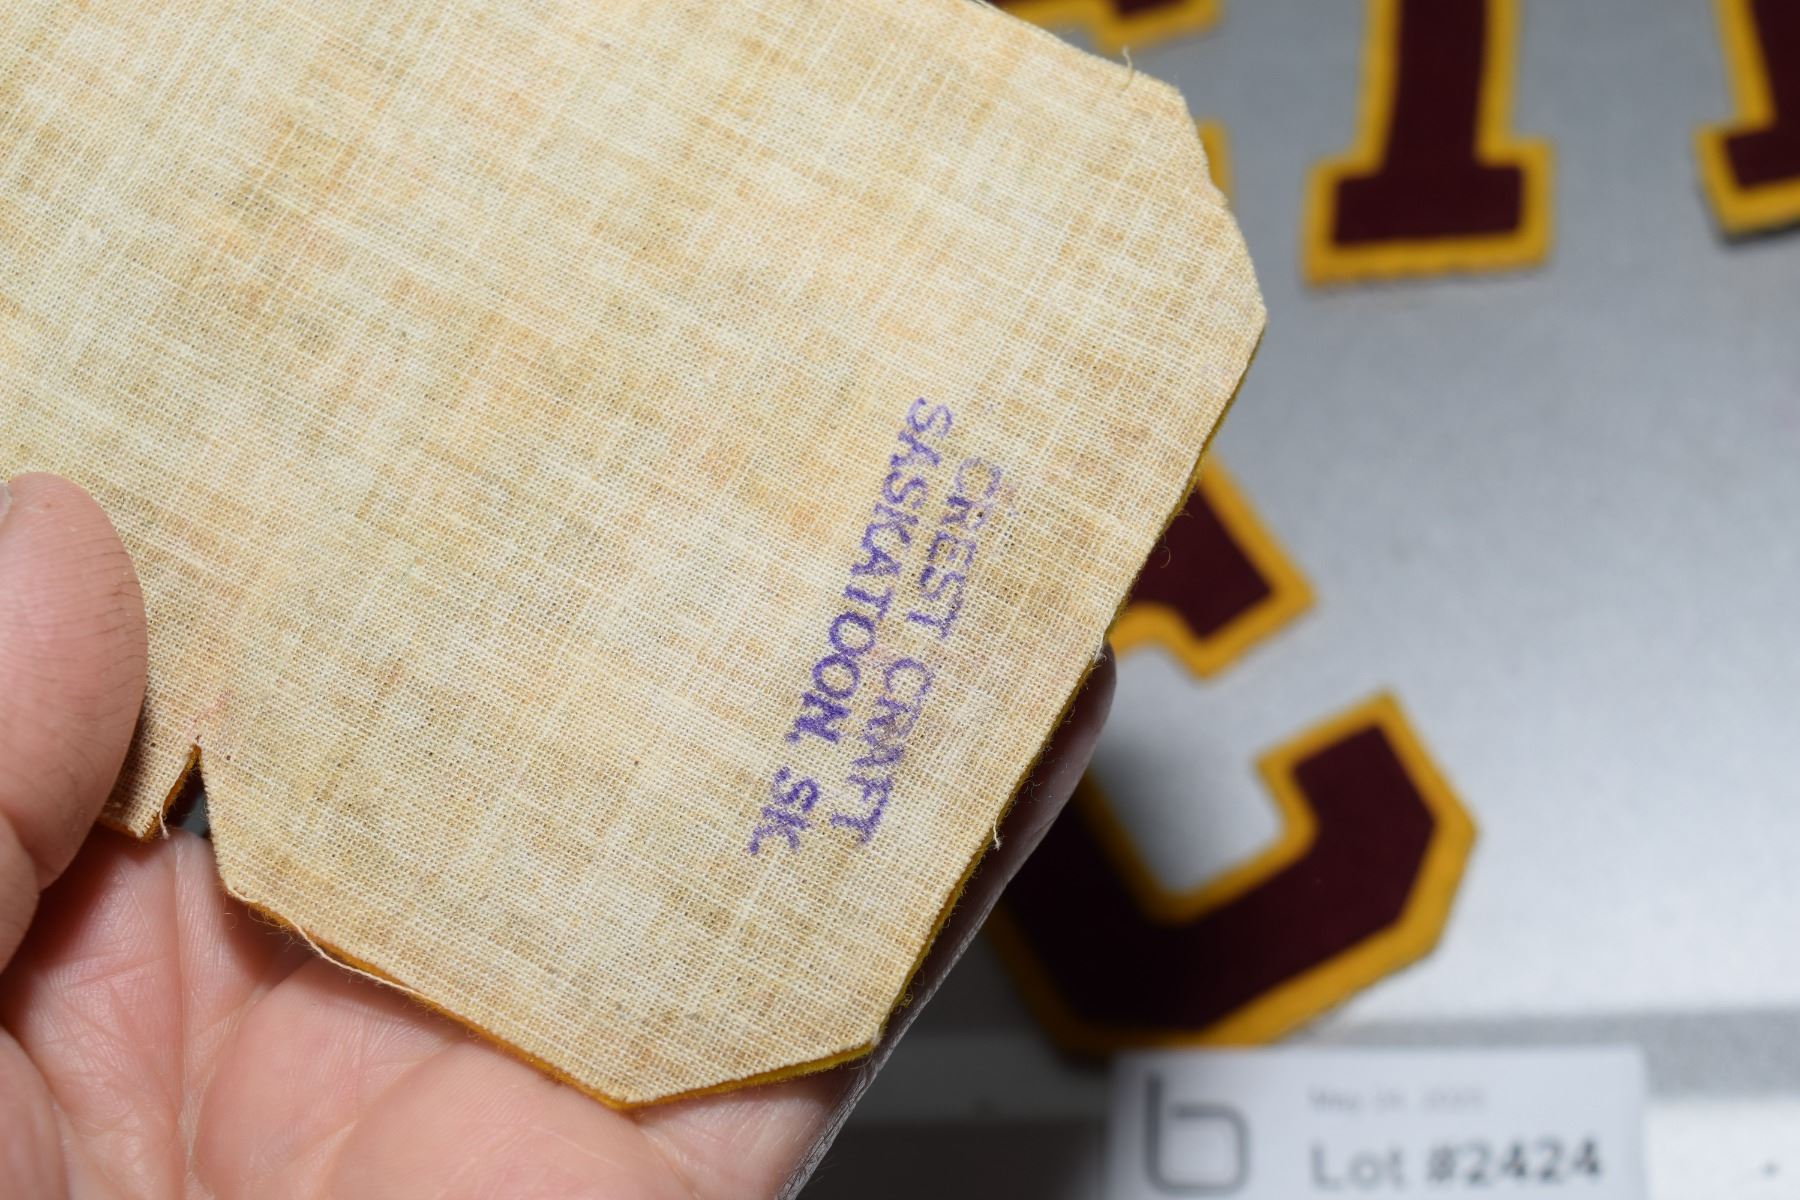 CREST CRAFT
SASKATOON, SK
Lot #2424